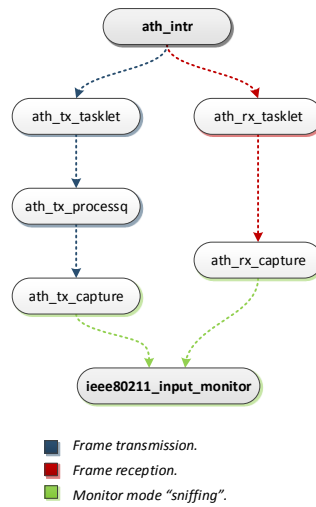 ath_intr
ath_tx_tasklet
ath_rx_tasklet
ath_tx_processq
ath_rx_capture
ath_tx_capture
ieee80211_input_monitor
Frame transmission.
Frame reception.
Monitor mode “sniffing”.